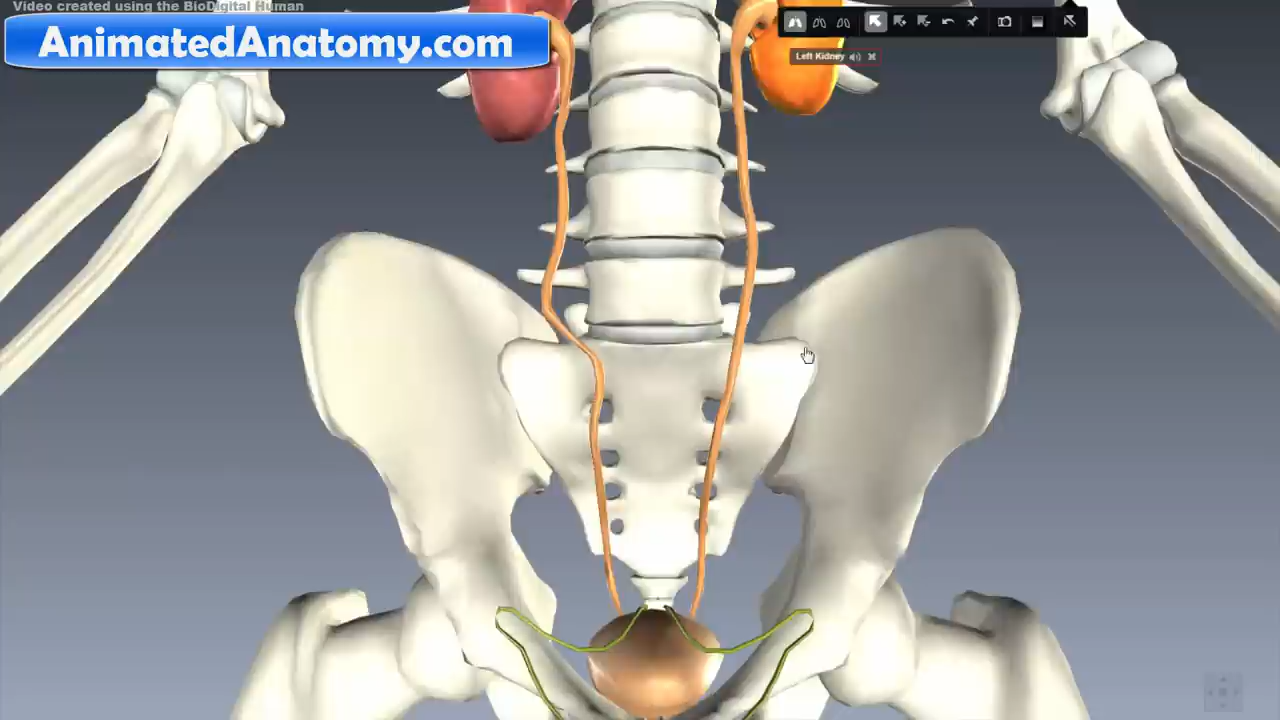 Video created using the BioDigital Human
AnimatedAnatomy.com
Left Kidney